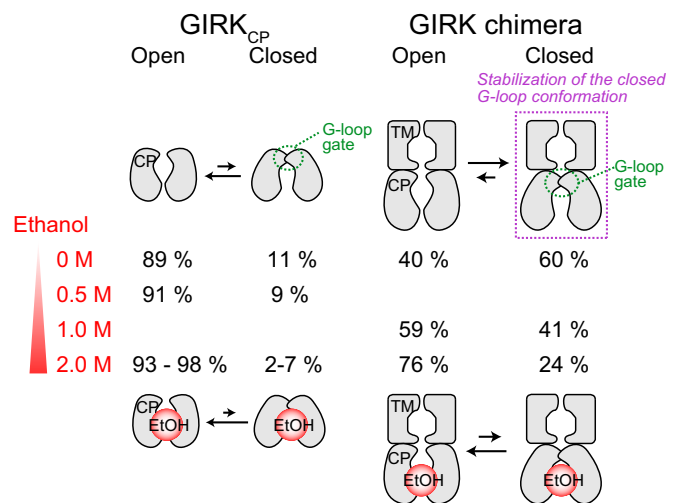 GIRKCP GIRK chimera
Open Closed Open Closed
Stabilization of the closed
G-loop conformation
G-loop
gate
CP
TM
CP
G-loop
gate
Ethanol
0 M 89 % 11 % 40 % 60 %
0.5 M 91 % 9 %
1.0 M 59 % 41 %
2.0 M 93 - 98 % 2-7 % 76 % 24 %
CP
EtOH EtOH
TM
CP
EtOH EtOH